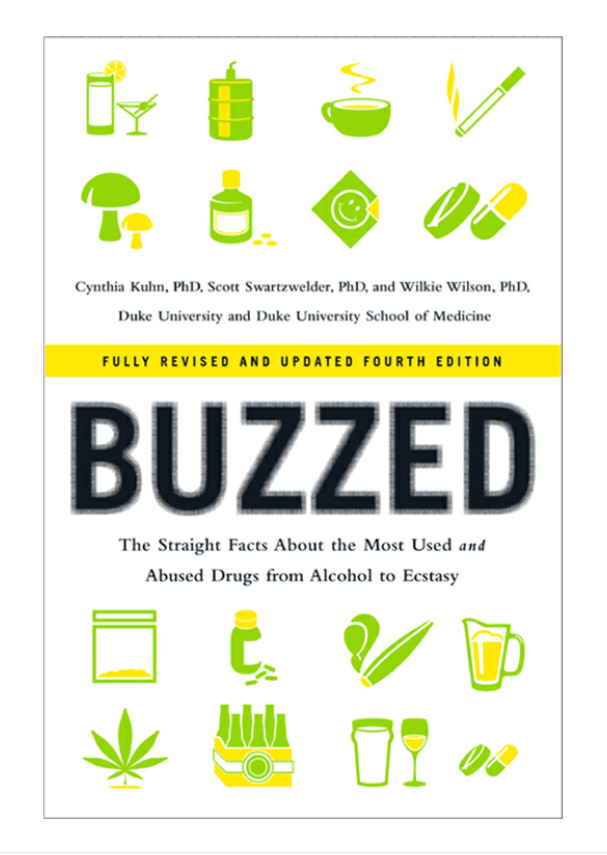 Cynthia Kuhn, PhD, Scott Swartzwelder, PhD, and Wilkie Wilson, PhD,
Duke University and Duke University School of Medicine
FULLY REVISED AND UPDATED FOURTH EDITION
BUZZED
The Straight Facts About the Most Used and
Abused Drugs from Alcohol to Ecstasy